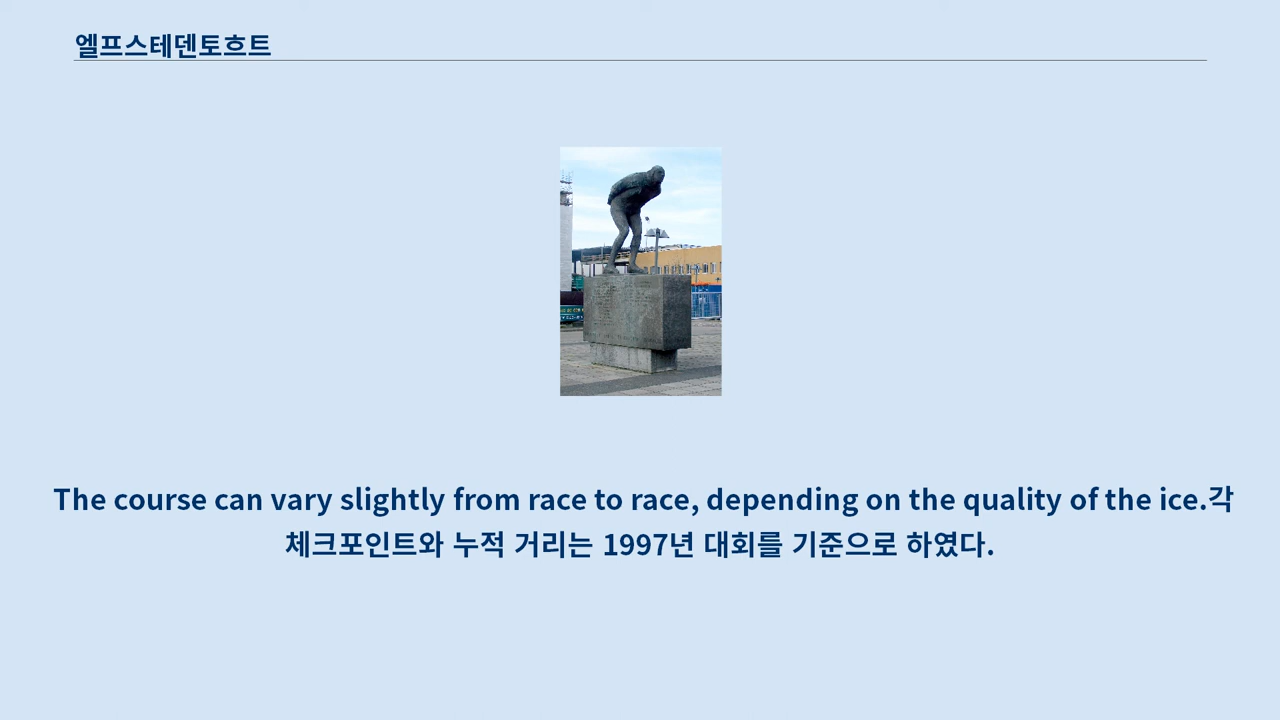 엘프스테덴토흐트
The course can vary slightly from race to race, depending on the quality of the ice.각
체크포인트와 누적 거리는 1997년 대회를 기준으로 하였다.